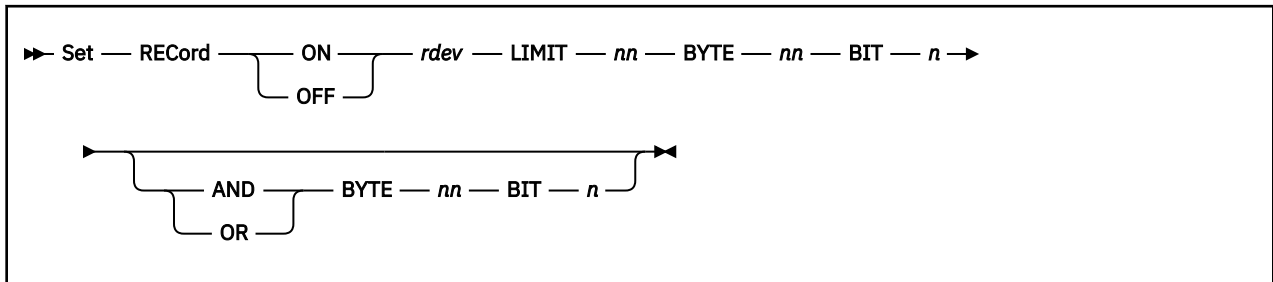 Set RECord ON rdev LIMIT nn BYTE nn BIT n
OFF
AND BYTE nn BIT n
OR